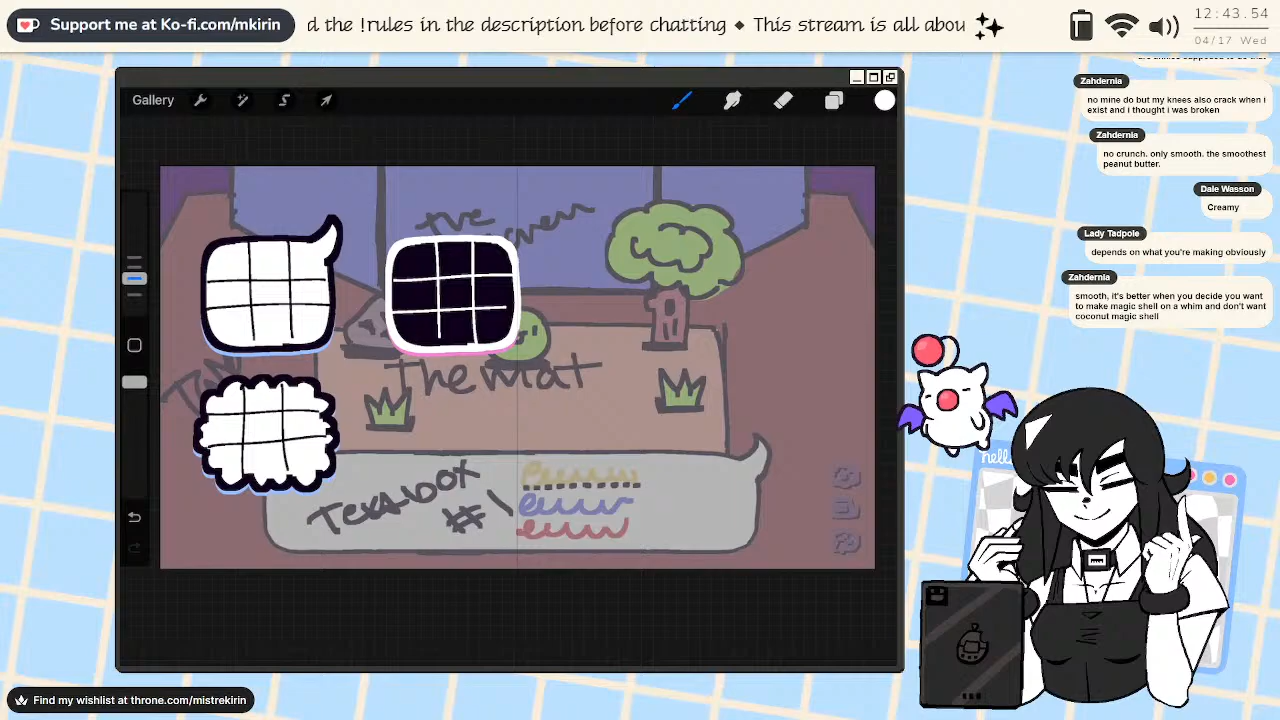 Support me at Ko-fi.com/mkirin
d the !rules in the description before chatting ◆ This stream is all abou
12:43.54
04/17 Wed
Zahdernia
no mine do but my knees also crack when i
exist and i thought i was broken
Zahdernia
no crunch. only smooth. the smoothest
peanut butter.
Dale Wasson
Creamy
Lady Tadpole
depends on what you're making obviously
Zahdernia
smooth, it's better when you decide you want
to make magic shell on a whim and don't want
coconut magic shell
Gallery
The
The Mat
Textbox
#1
hello
Find my wishlist at throne.com/mistrekirin